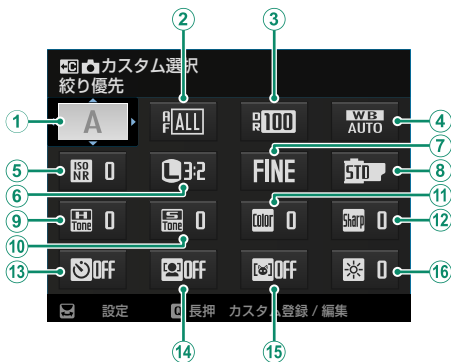 ② ③
C カスタム選択
絞り優先
① A AF ALL DR100 WB AUTO ④
⑦
⑤ ISO NR 0 L 3:2 FINE STD ⑧
⑥ ⑪
⑨ H Tone 0 S Tone 0 Color 0 Sharp 0 ⑫
⑩
⑬ OFF OFF OFF 0 ⑯
設定 Q 長押 カスタム登録 / 編集
⑭ ⑮